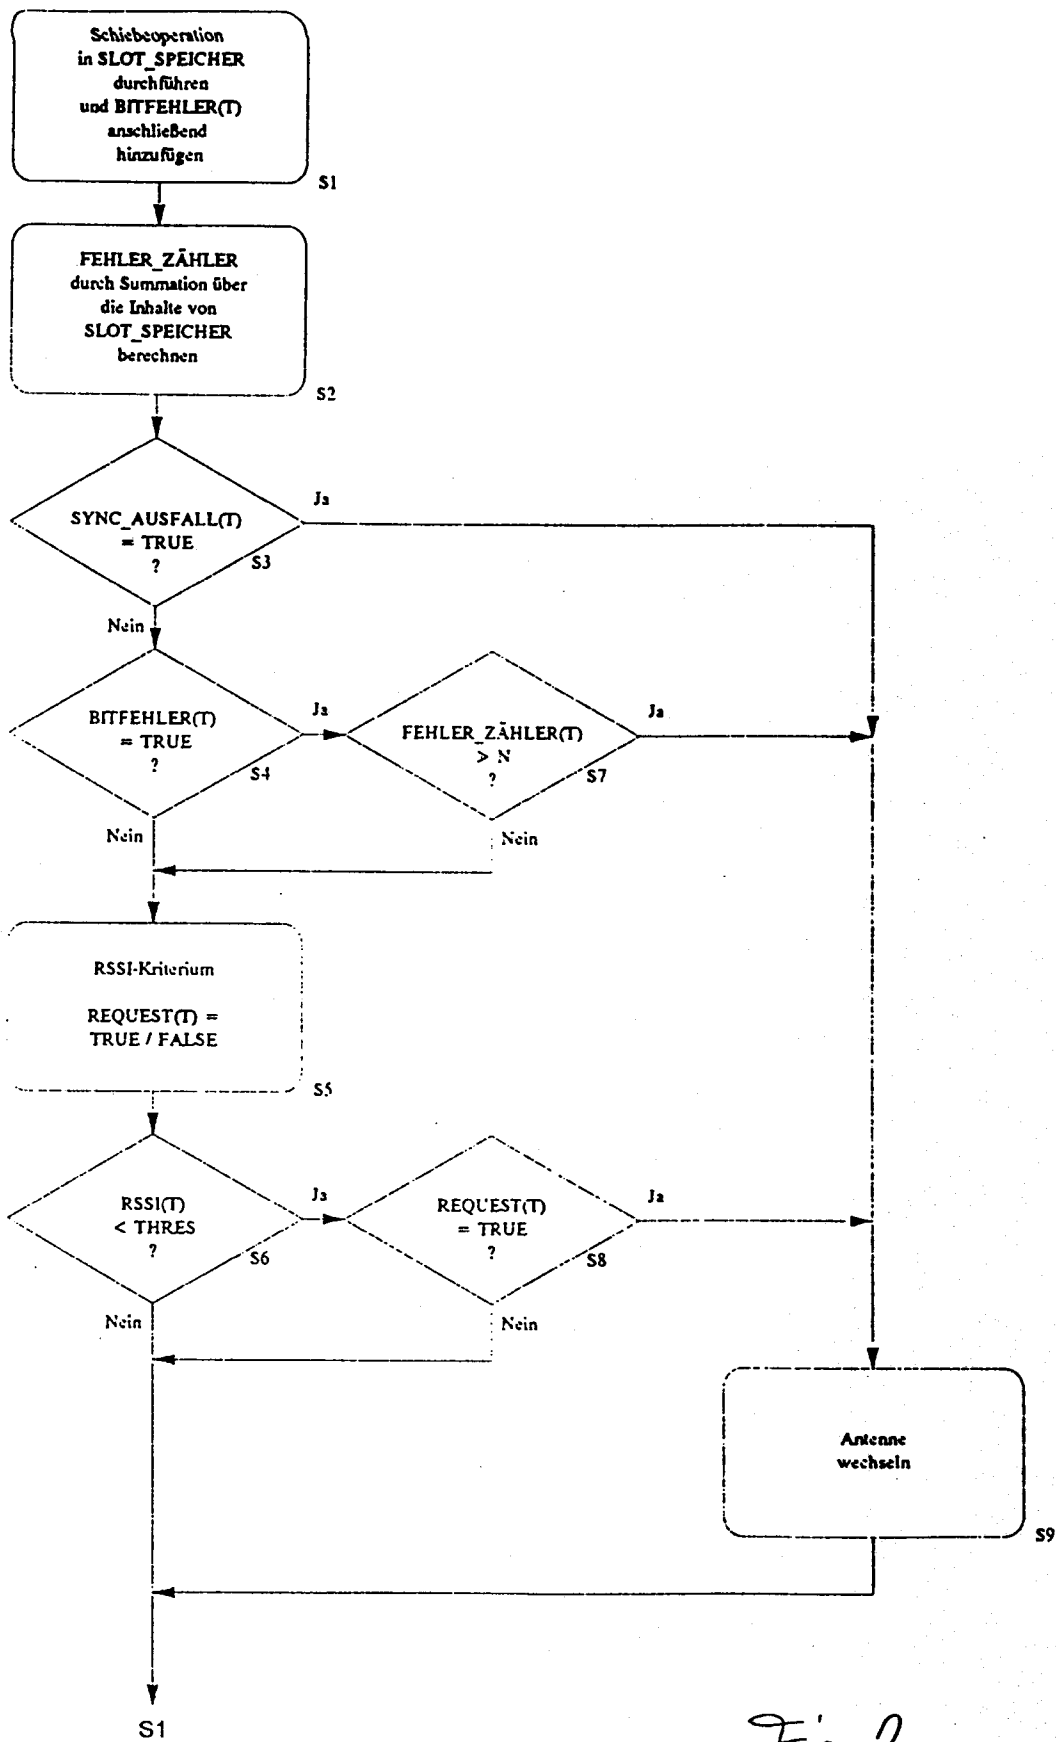 Schiebeoperation
in SLOT_SPEICHER
durchführen
und BITFEHLER(T)
anschließend
hinzufügen
S1
FEHLER_ZÄHLER
durch Summation über
die Inhalte von
SLOT_SPEICHER
berechnen
S2
Ja
SYNC_AUSFALL(T)
= TRUE
?
S3
Nein
BITFEHLER(T)
= TRUE
?
S4
Ja
FEHLER_ZÄHLER(T)
> N
?
S7
Ja
Nein
Nein
RSSI-Kriterium
REQUEST(T) =
TRUE / FALSE
S5
RSSI(T)
< THRES
?
S6
Ja
REQUEST(T)
= TRUE
?
S8
Ja
Nein
Nein
Antenne
wechseln
S9
S1